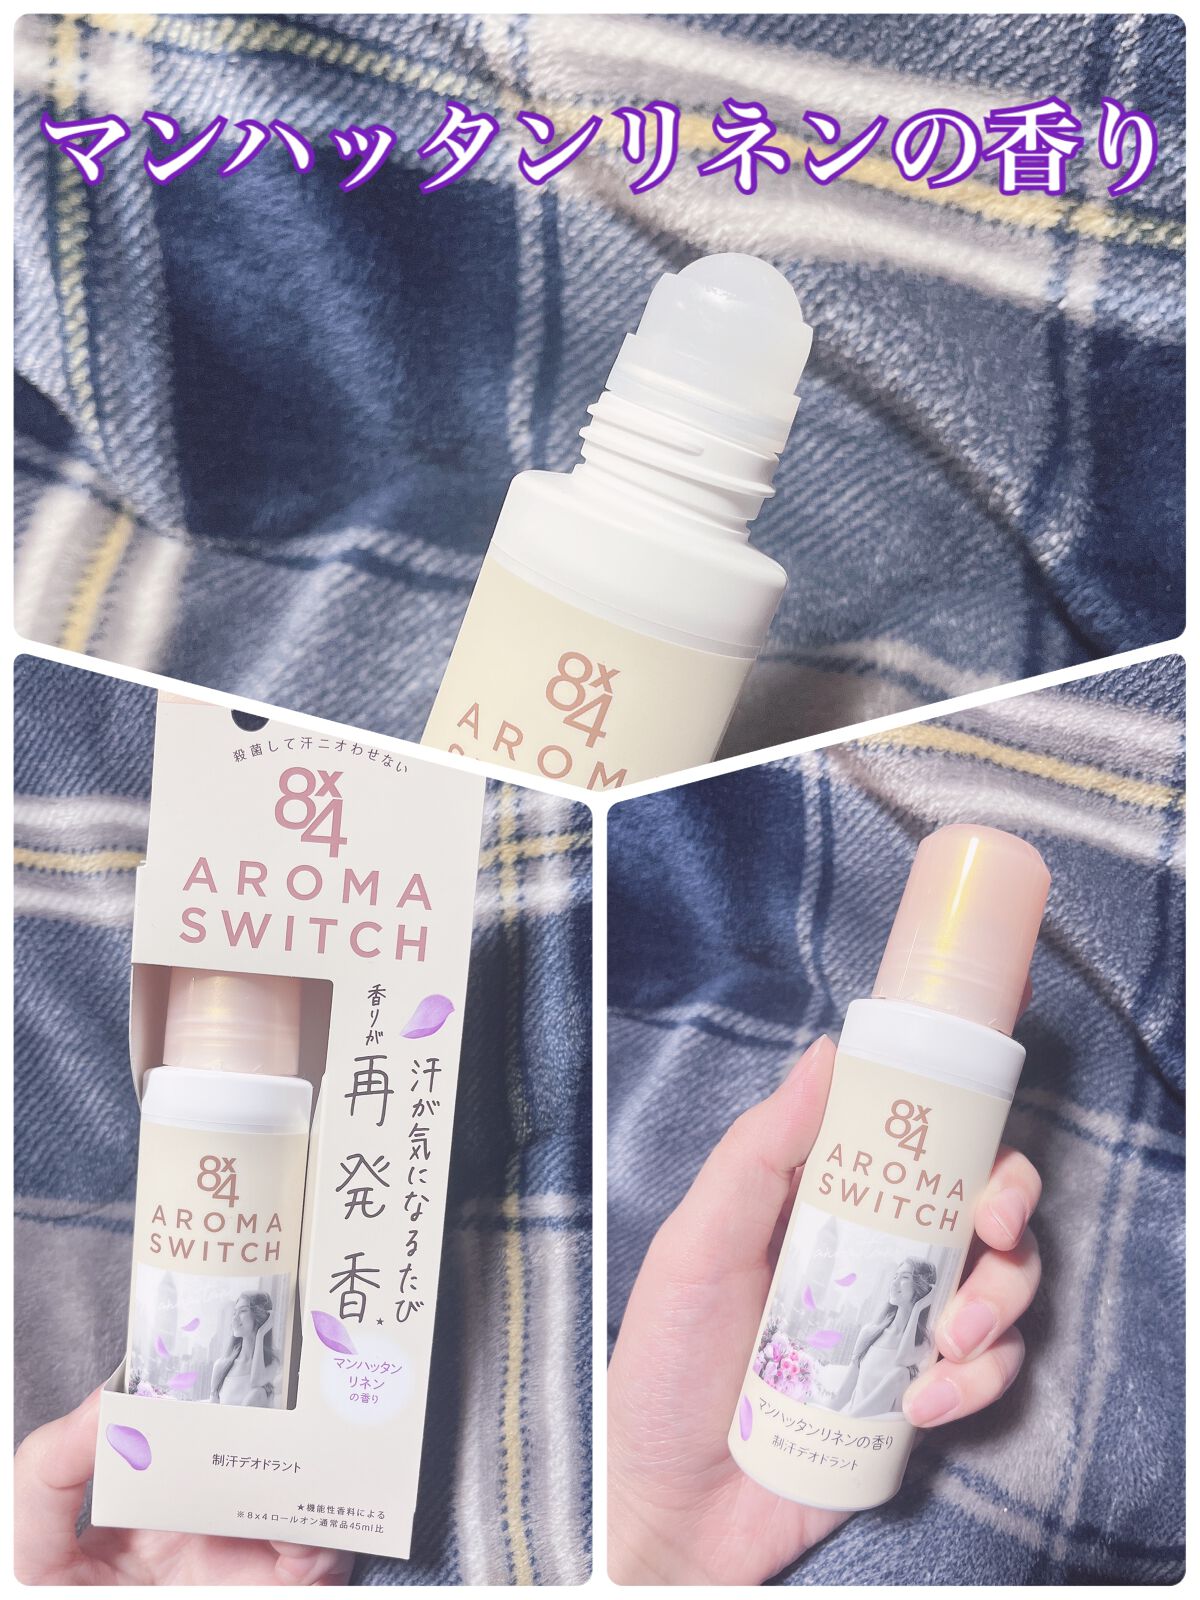 マンハッタンリネンの香り
8x4
AROM
殺菌して汗ニオわせない
8x4
AROMA
SWITCH
汗が気になるたび
香りが
再発香★
マンハッタン
リネン
の香り
8x4
AROMA
SWITCH
制汗デオドラント
★機能性香料による
※8x4ロールオン通常品45ml比
8x4
AROMA
SWITCH
マンハッタンリネンの香り
制汗デオドラント